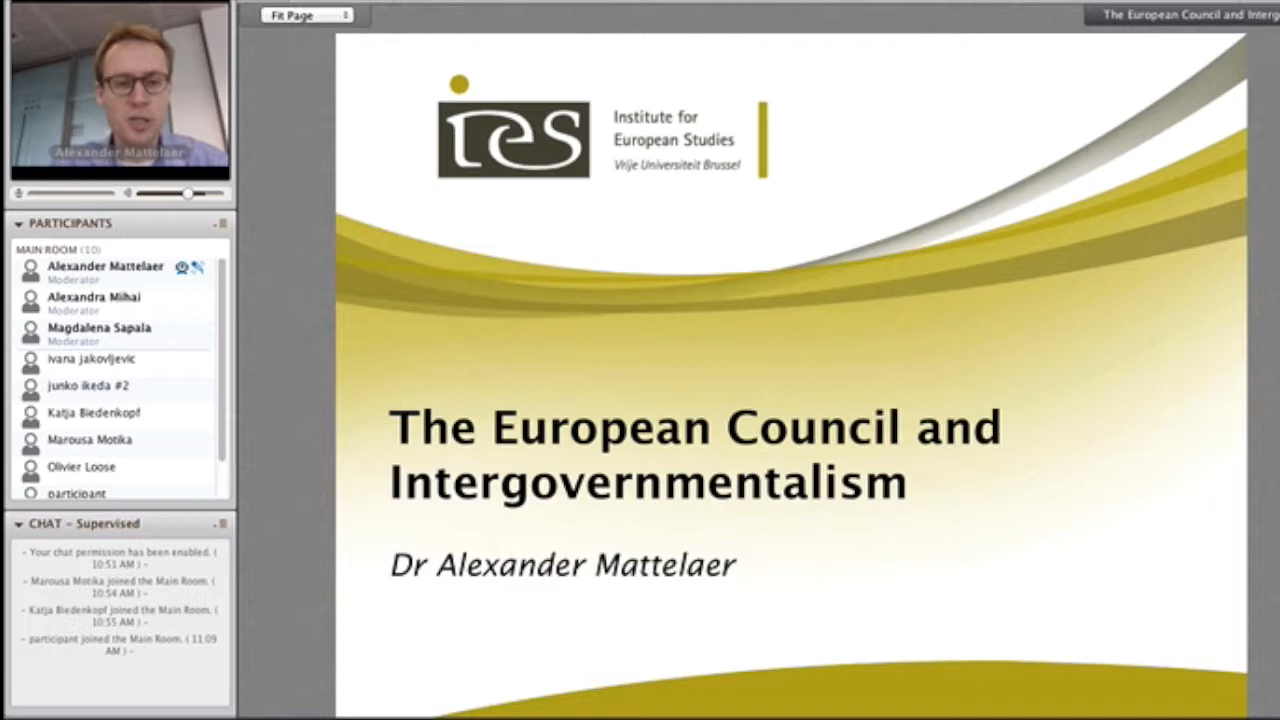 Fit Page
The European Council and Interg
Alexander Mattelaer
PARTICIPANTS
MAIN ROOM (10)
Alexander Mattelaer
Moderator
Alexandra Mihai
Moderator
Magdalena Sapala
Moderator
ivana jakovljevic
junko ikeda #2
Katja Biedenkopf
Marousa Motika
Olivier Loose
participant
CHAT - Supervised
- Your chat permission has been enabled. (
10:51 AM ) -
- Marousa Motika joined the Main Room. (
10:54 AM ) -
- Katja Biedenkopf joined the Main Room. (
10:55 AM ) -
- participant joined the Main Room. ( 11:09
AM ) -
ies
Institute for
European Studies
Vrije Universiteit Brussel
The European Council and
Intergovernmentalism
Dr Alexander Mattelaer